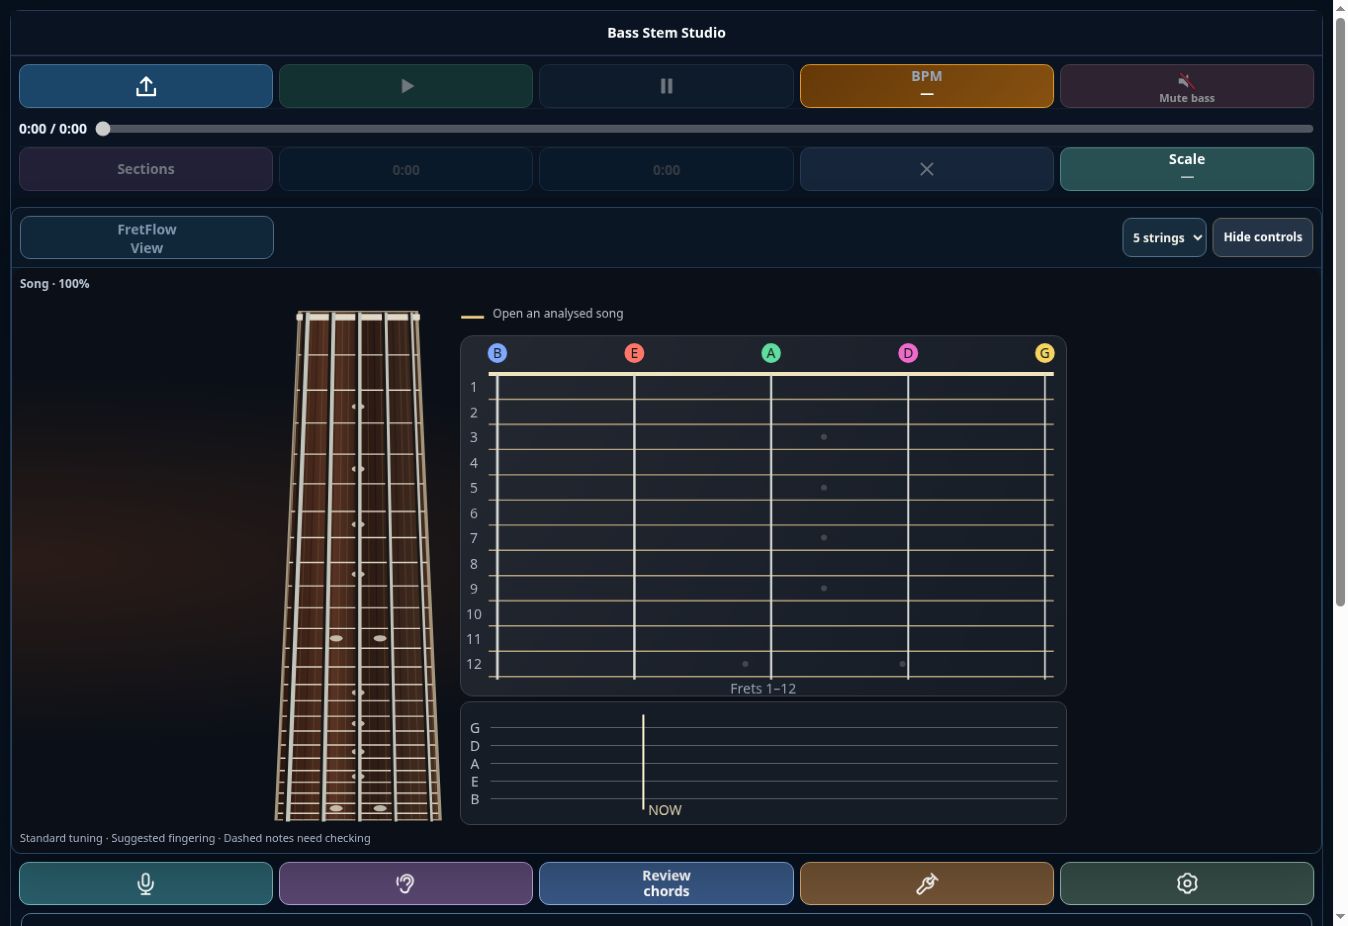 Bass Stem Studio
BPM
—
Mute bass
0:00 / 0:00
Sections
0:00
0:00
Scale
—
FretFlow
View
5 strings
Hide controls
Song · 100%
Open an analysed song
B E A D G
1
2
3
4
5
6
7
8
9
10
11
12
Frets 1–12
G
D
A
E
B
NOW
Standard tuning · Suggested fingering · Dashed notes need checking
Review
chords